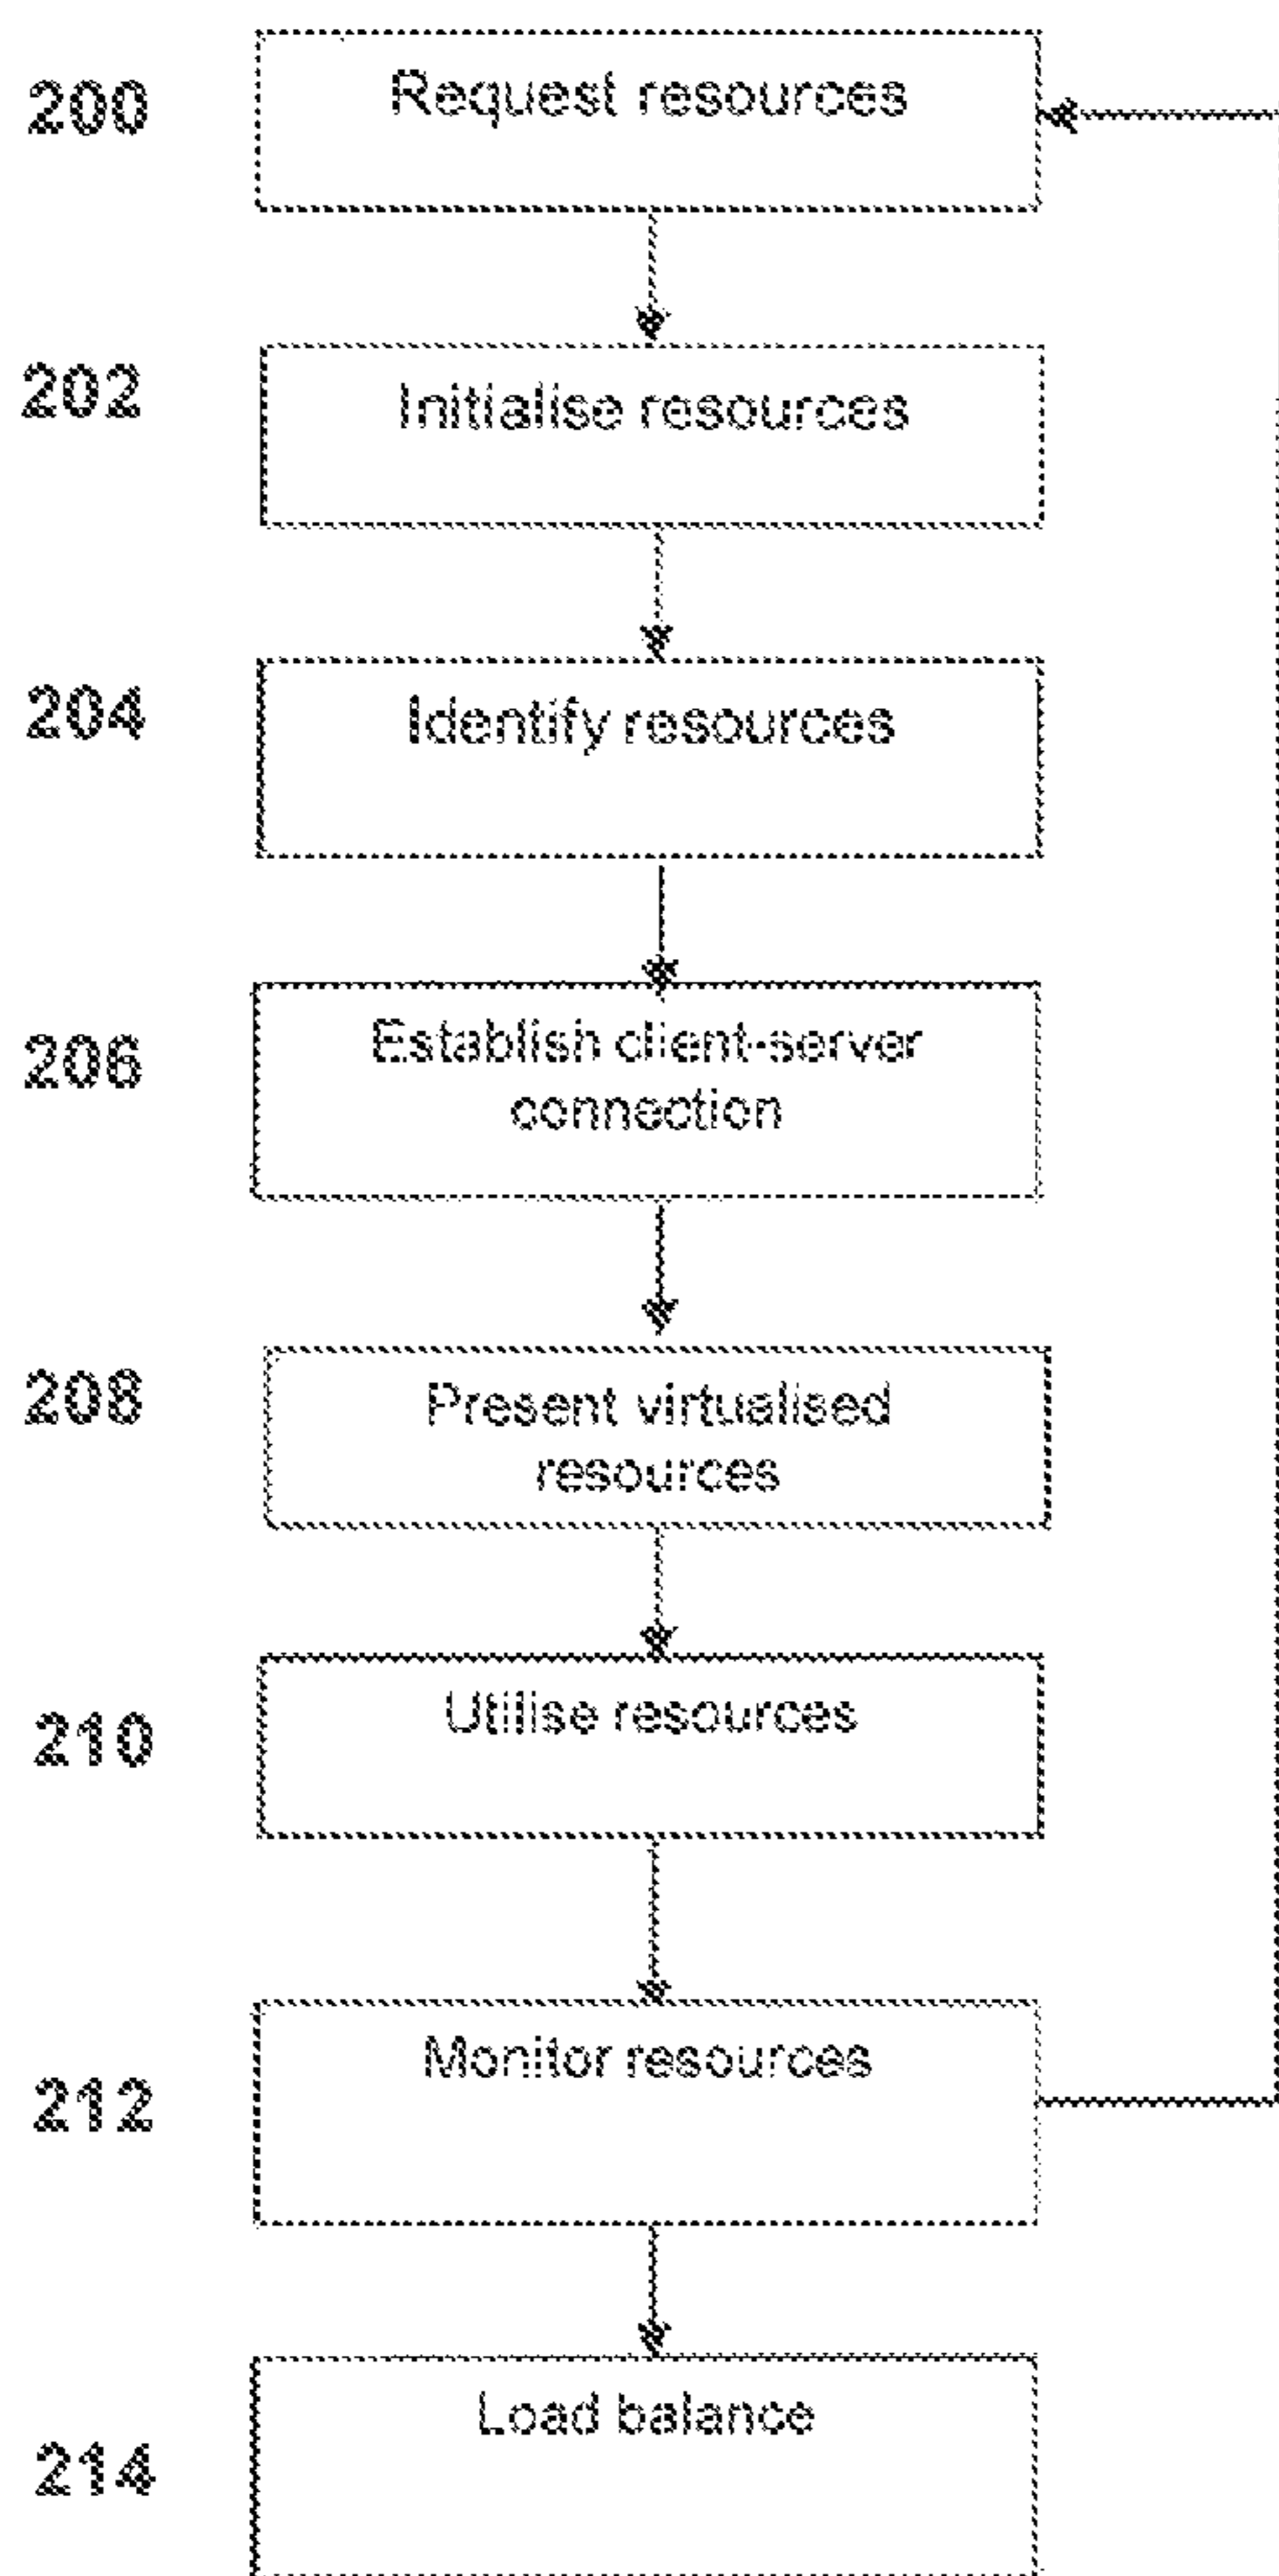 200
Request resources
202
Initialise resources
204
Identify resources
206
Establish client-server
connection
208
Present virtualised
resources
210
Utilise resources
212
Monitor resources
214
Load balance